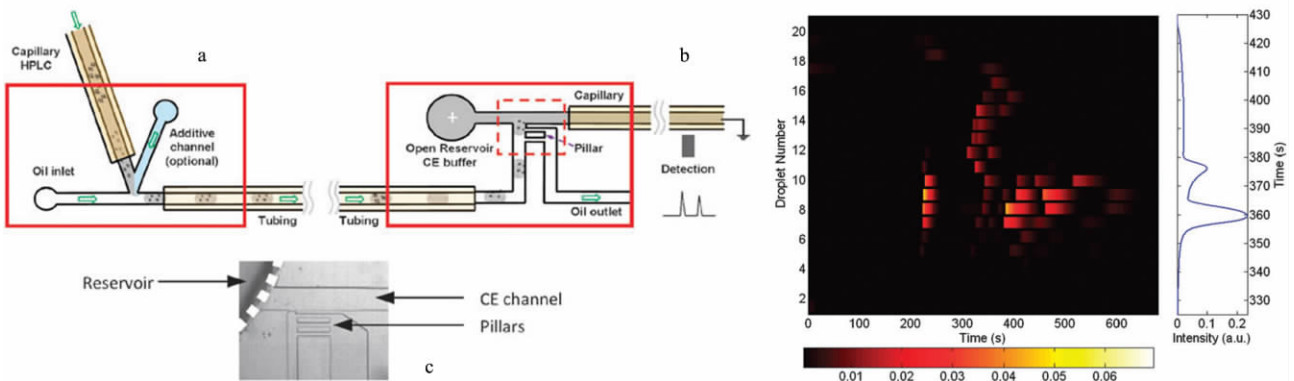 Capillary
HPLC
a
Additive
channel
(optional)
Oil inlet
Tubing
Tubing
b
Capillary
Open Reservoir
CE buffer
Pillar
Detection
Oil outlet
Reservoir
CE channel
Pillars
c
Droplet Number
20
18
16
14
12
10
8
6
4
2
0
100
200
300
400
500
600
Time (s)
0.01
0.02
0.03
0.04
0.05
0.06
430
420
410
400
390
380
370
360
350
340
330
Time (s)
0
0.1
0.2
Intensity (a.u.)